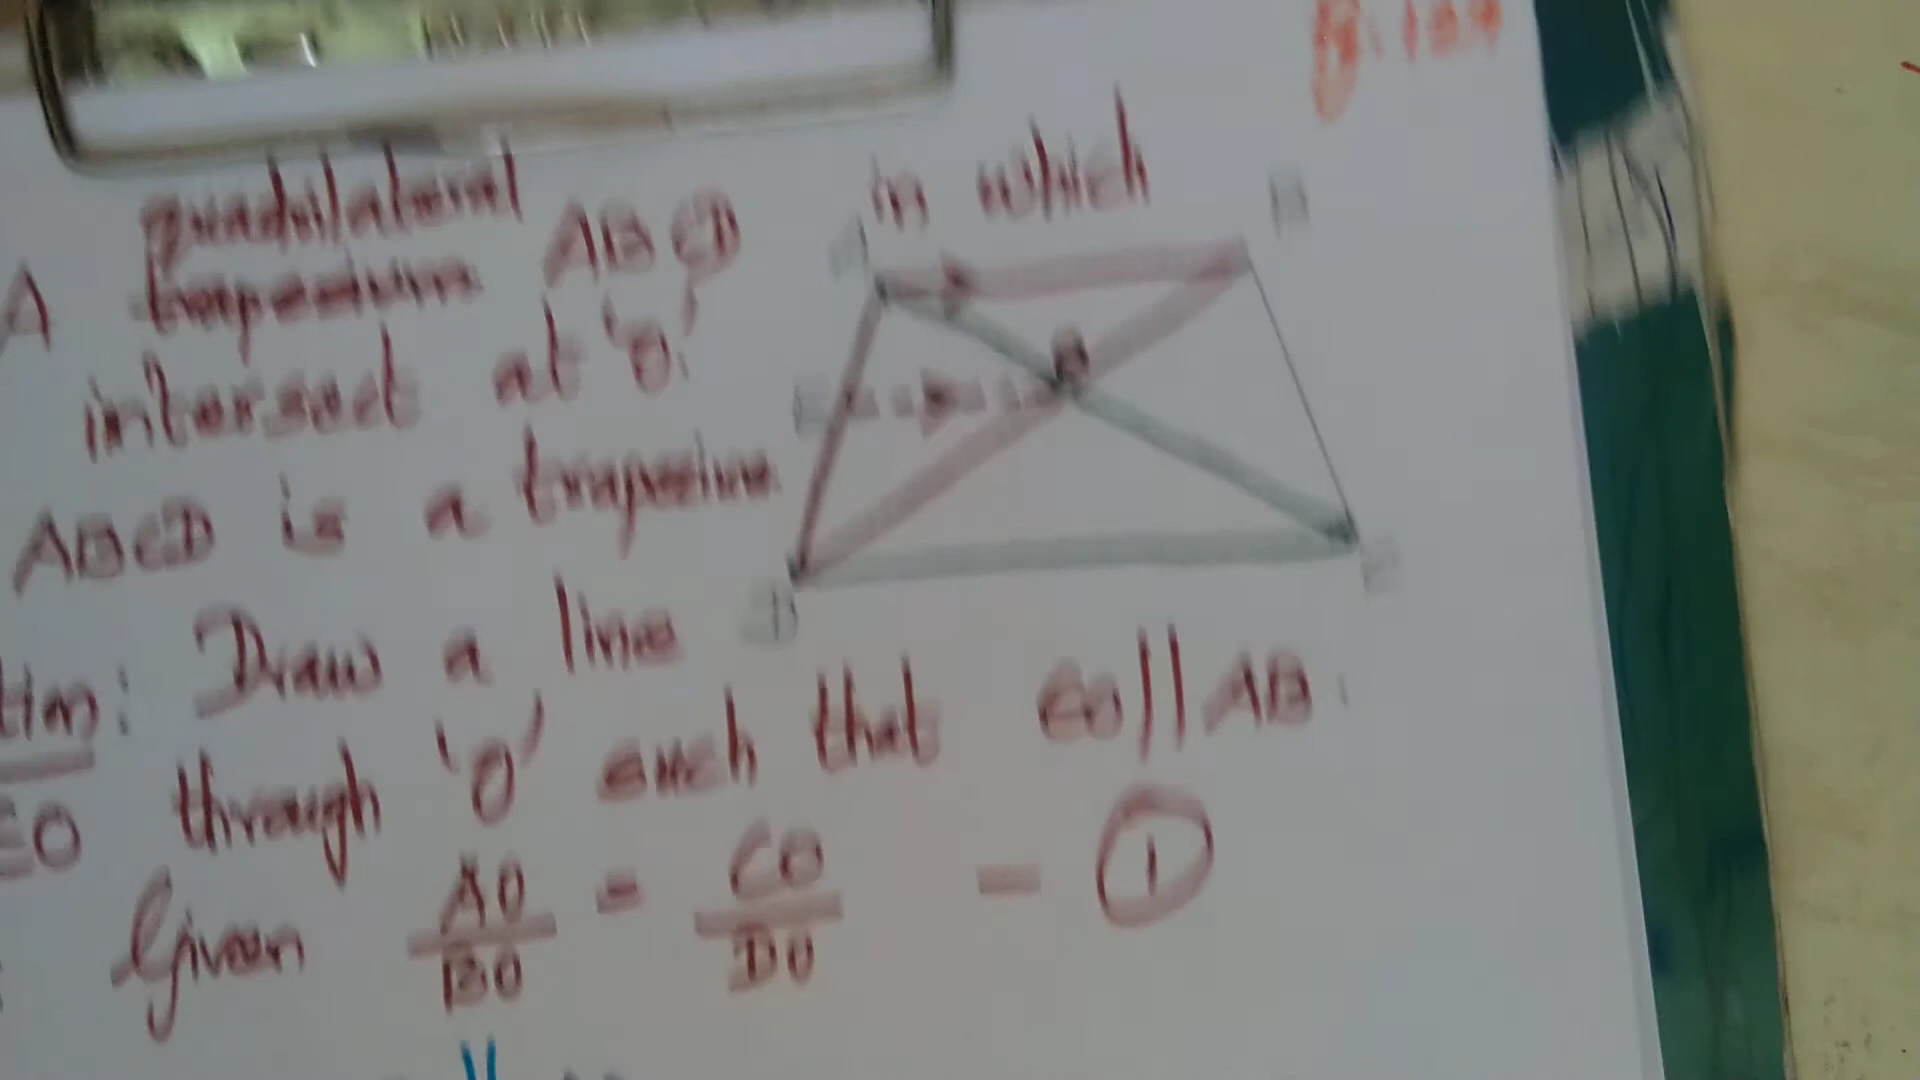 quadrilateral
A trapezium ABCD in which
intersect at 'O'.
ABCD is a trapezium
Draw a line
EO through 'O' such that EO||AB.
Given AO/BO = CO/DO - ①
A
B
E
O
D
C